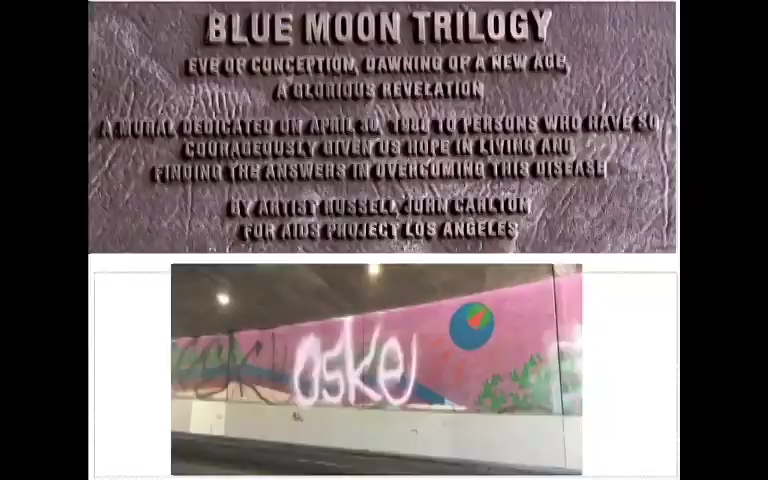 BLUE MOON TRILOGY
EVE OF CONCEPTION, DAWNING OF A NEW AGE,
A GLORIOUS REVELATION
A MURAL DEDICATED ON APRIL 30, 1988 TO PERSONS WHO HAVE SO
COURAGEOUSLY GIVEN US HOPE IN LIVING AND
FINDING THE ANSWERS IN OVERCOMING THIS DISEASE
BY ARTIST RUSSELL JOHN CARLTON
FOR AIDS PROJECT LOS ANGELES
oske